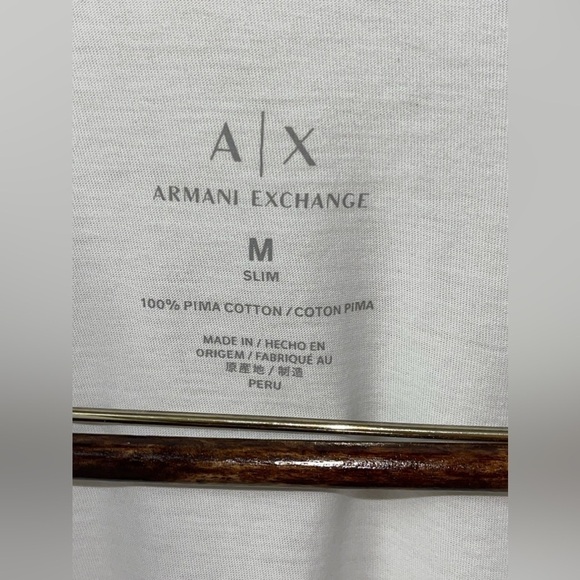 A|X
ARMANI EXCHANGE
M
SLIM
100% PIMA COTTON / COTON PIMA
MADE IN / HECHO EN
ORIGEM / FABRIQUÉ AU
原産地 / 制造
PERU